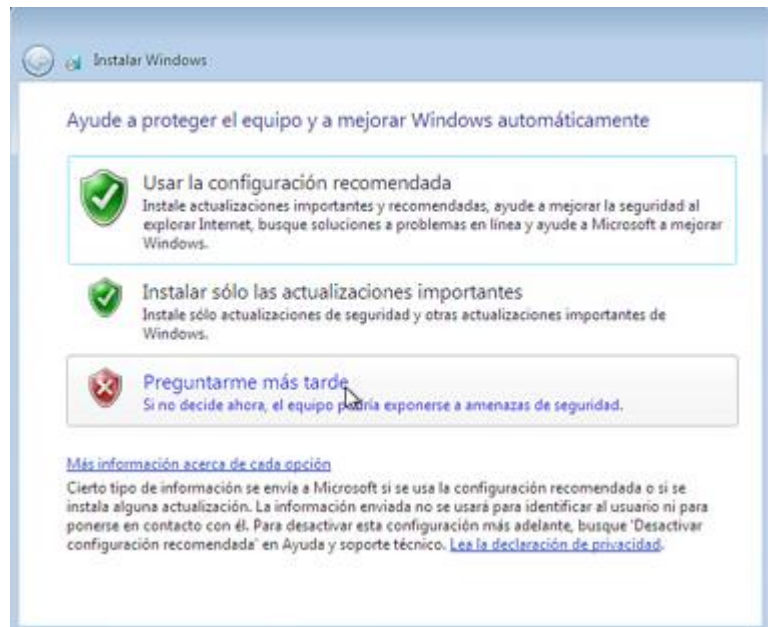 Instalar Windows
Ayude a proteger el equipo y a mejorar Windows automáticamente
Usar la configuración recomendada
Instale actualizaciones importantes y recomendadas, ayude a mejorar la seguridad al
explorar Internet, busque soluciones a problemas en línea y ayude a Microsoft a mejorar
Windows.
Instalar sólo las actualizaciones importantes
Instale sólo actualizaciones de seguridad y otras actualizaciones importantes de
Windows.
Preguntarme más tarde
Si no decide ahora, el equipo podría exponerse a amenazas de seguridad.
Más información acerca de cada opción
Cierto tipo de información se envía a Microsoft si se usa la configuración recomendada o si se
instala alguna actualización. La información enviada no se usará para identificar al usuario ni para
ponerse en contacto con él. Para desactivar esta configuración más adelante, busque 'Desactivar
configuración recomendada' en Ayuda y soporte técnico. Lea la declaración de privacidad.